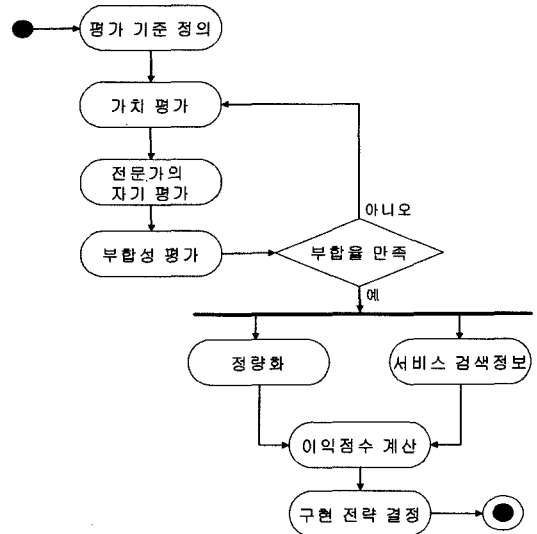 평가 기준 정의
가치 평가
전문가의
자기 평가
아니오
부합성 평가
부합율 만족
예
정량화
서비스 검색정보
이익점수 계산
구현 전략 결정